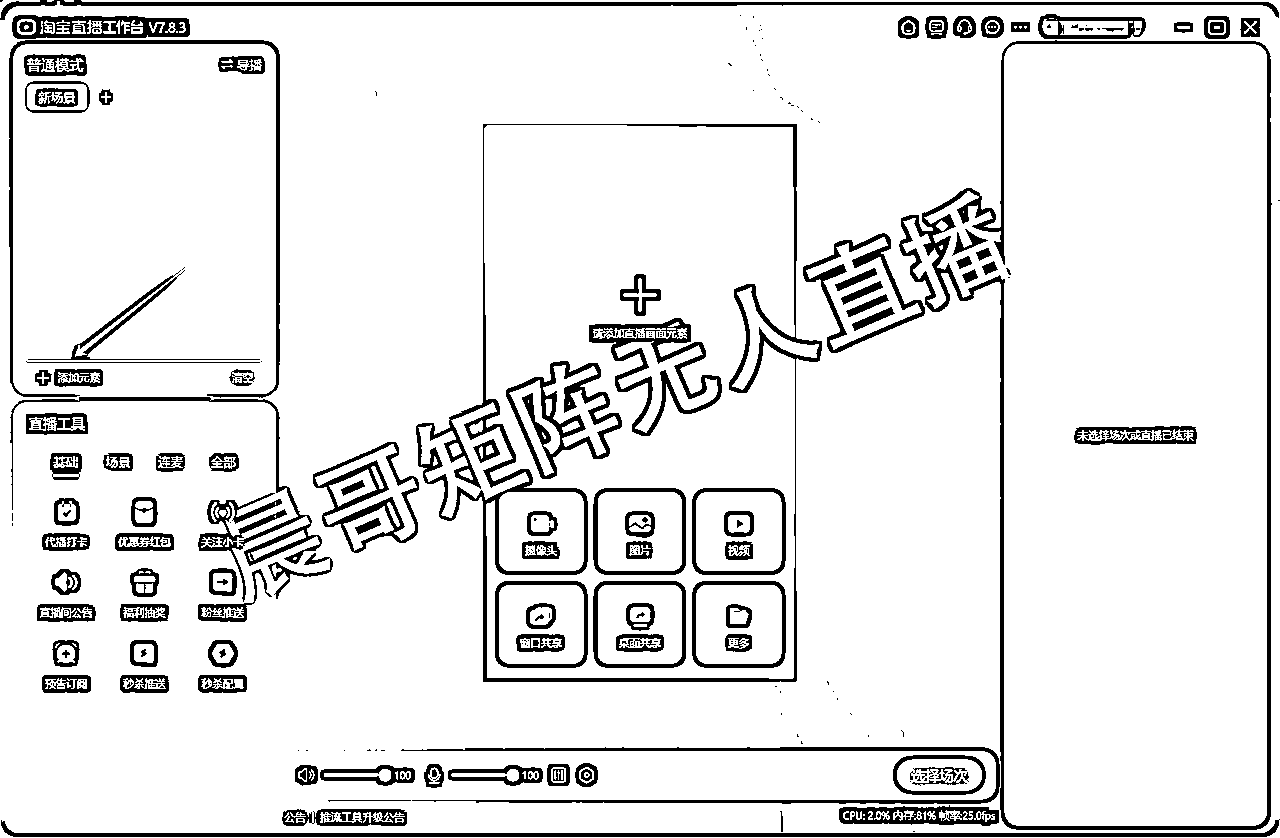 淘宝直播工作台 V7.8.3
普通模式
导播
新场景
添加元素
清空
直播工具
基础 场景 连麦 全部
代播打卡 优惠券红包 关注小卡
直播间公告 福利抽奖 粉丝推送
预告订阅 秒杀推送 秒杀配置
请添加直播画面元素
晨哥矩阵无人直播
摄像头 图片 视频
窗口共享 桌面共享 更多
未选择场次或直播已结束
100 100
选择场次
公告 | 推流工具升级公告
CPU: 2.0% 内存:81% 帧率:25.0fps